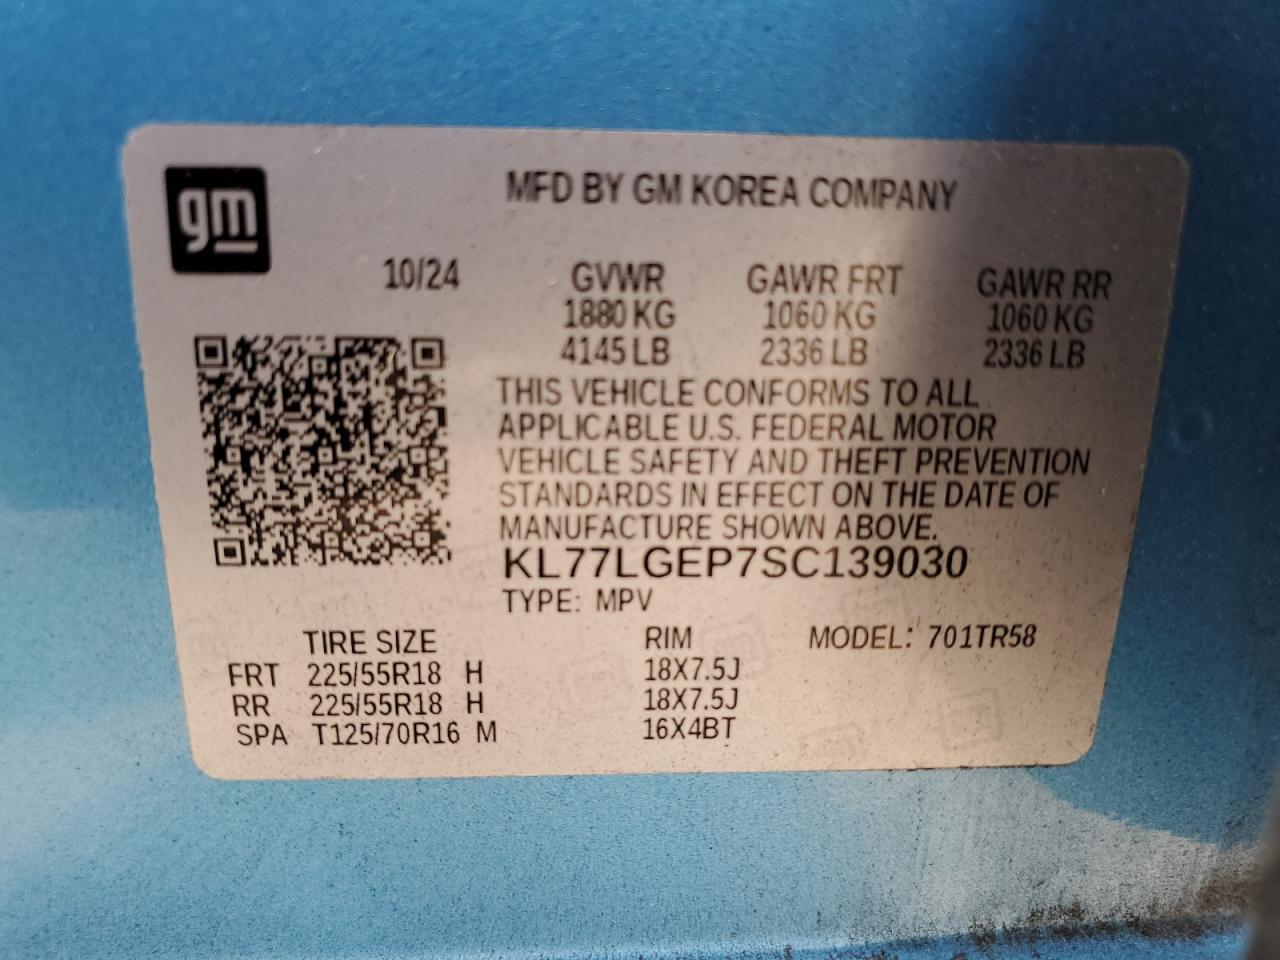 gm
MFD BY GM KOREA COMPANY
10/24 GVWR GAWR FRT GAWR RR
1880 KG 1060 KG 1060 KG
4145 LB 2336 LB 2336 LB
THIS VEHICLE CONFORMS TO ALL
APPLICABLE U.S. FEDERAL MOTOR
VEHICLE SAFETY AND THEFT PREVENTION
STANDARDS IN EFFECT ON THE DATE OF
MANUFACTURE SHOWN ABOVE.
KL77LGEP7SC139030
TYPE: MPV
TIRE SIZE RIM MODEL: 701TR58
FRT 225/55R18 H 18X7.5J
RR 225/55R18 H 18X7.5J
SPA T125/70R16 M 16X4BT